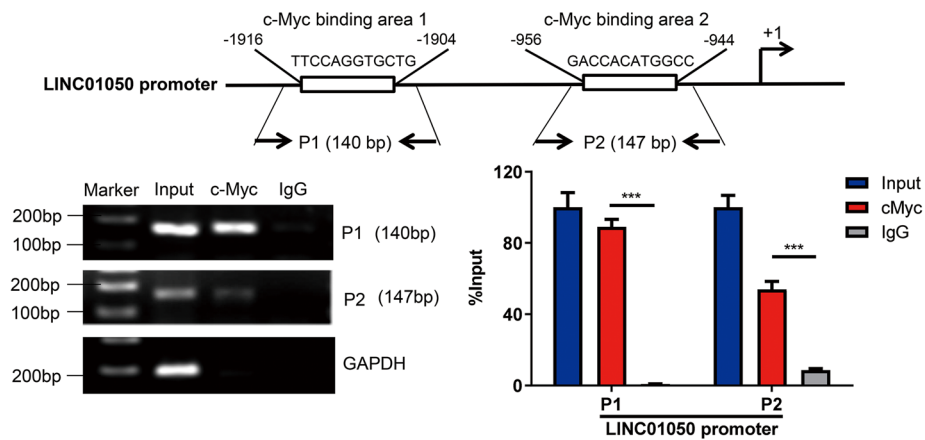 c-Myc binding area 1 c-Myc binding area 2
-1916 -1904 -956 -944 +1
TTCCAGGTGCTG GACCACATGGCC
LINC01050 promoter
P1 (140 bp) P2 (147 bp)
Marker Input c-Myc IgG
200bp
100bp
P1 (140bp)
200bp
100bp
P2 (147bp)
200bp
GAPDH
120
80
40
0
%Input
*** ***
Input
cMyc
IgG
P1 P2
LINC01050 promoter